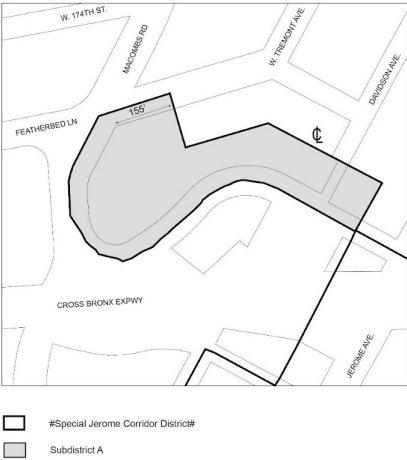 W. 174TH ST.
MACOMBS RD
W. TREMONT AVE.
DAVIDSON AVE.
155'
FEATHERBED LN
℄
CROSS BRONX EXPWY
JEROME AVE.
#Special Jerome Corridor District#
Subdistrict A